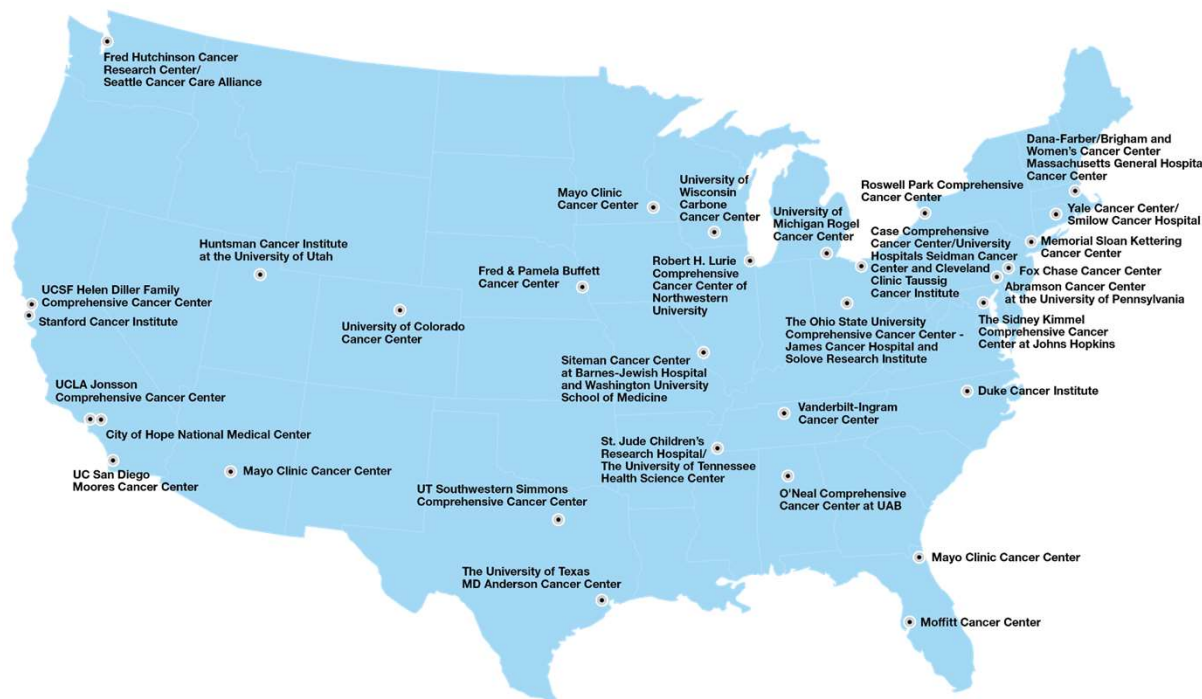 Fred Hutchinson Cancer
Research Center/
Seattle Cancer Care Alliance
Dana-Farber/Brigham and
Women's Cancer Center
Massachusetts General Hospital
Cancer Center
Mayo Clinic
Cancer Center
University of
Wisconsin
Carbone
Cancer Center
Roswell Park Comprehensive
Cancer Center
Yale Cancer Center/
Smilow Cancer Hospital
University of
Michigan Rogel
Cancer Center
Case Comprehensive
Cancer Center/University
Hospitals Seidman Cancer
Center and Cleveland
Clinic Taussig
Cancer Institute
Memorial Sloan Kettering
Cancer Center
Huntsman Cancer Institute
at the University of Utah
Fred & Pamela Buffett
Cancer Center
Robert H. Lurie
Comprehensive
Cancer Center of
Northwestern
University
Fox Chase Cancer Center
Abramson Cancer Center
at the University of Pennsylvania
UCSF Helen Diller Family
Comprehensive Cancer Center
Stanford Cancer Institute
University of Colorado
Cancer Center
The Ohio State University
Comprehensive Cancer Center -
James Cancer Hospital and
Solove Research Institute
The Sidney Kimmel
Comprehensive Cancer
Center at Johns Hopkins
Siteman Cancer Center
at Barnes-Jewish Hospital
and Washington University
School of Medicine
UCLA Jonsson
Comprehensive Cancer Center
City of Hope National Medical Center
Duke Cancer Institute
Vanderbilt-Ingram
Cancer Center
UC San Diego
Moores Cancer Center
Mayo Clinic Cancer Center
St. Jude Children's
Research Hospital/
The University of Tennessee
Health Science Center
UT Southwestern Simmons
Comprehensive Cancer Center
O'Neal Comprehensive
Cancer Center at UAB
Mayo Clinic Cancer Center
The University of Texas
MD Anderson Cancer Center
Moffitt Cancer Center